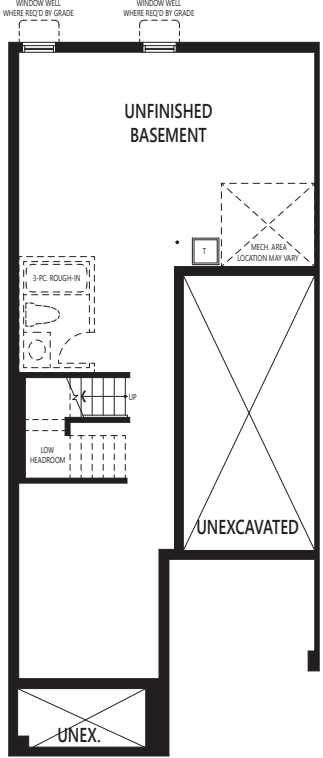 WINDOW WELL
WHERE REQ'D BY GRADE
WINDOW WELL
WHERE REQ'D BY GRADE
UNFINISHED
BASEMENT
T
MECH. AREA
LOCATION MAY VARY
3-PC. ROUGH-IN
UP
LOW
HEADROOM
UNEXCAVATED
UNEX.